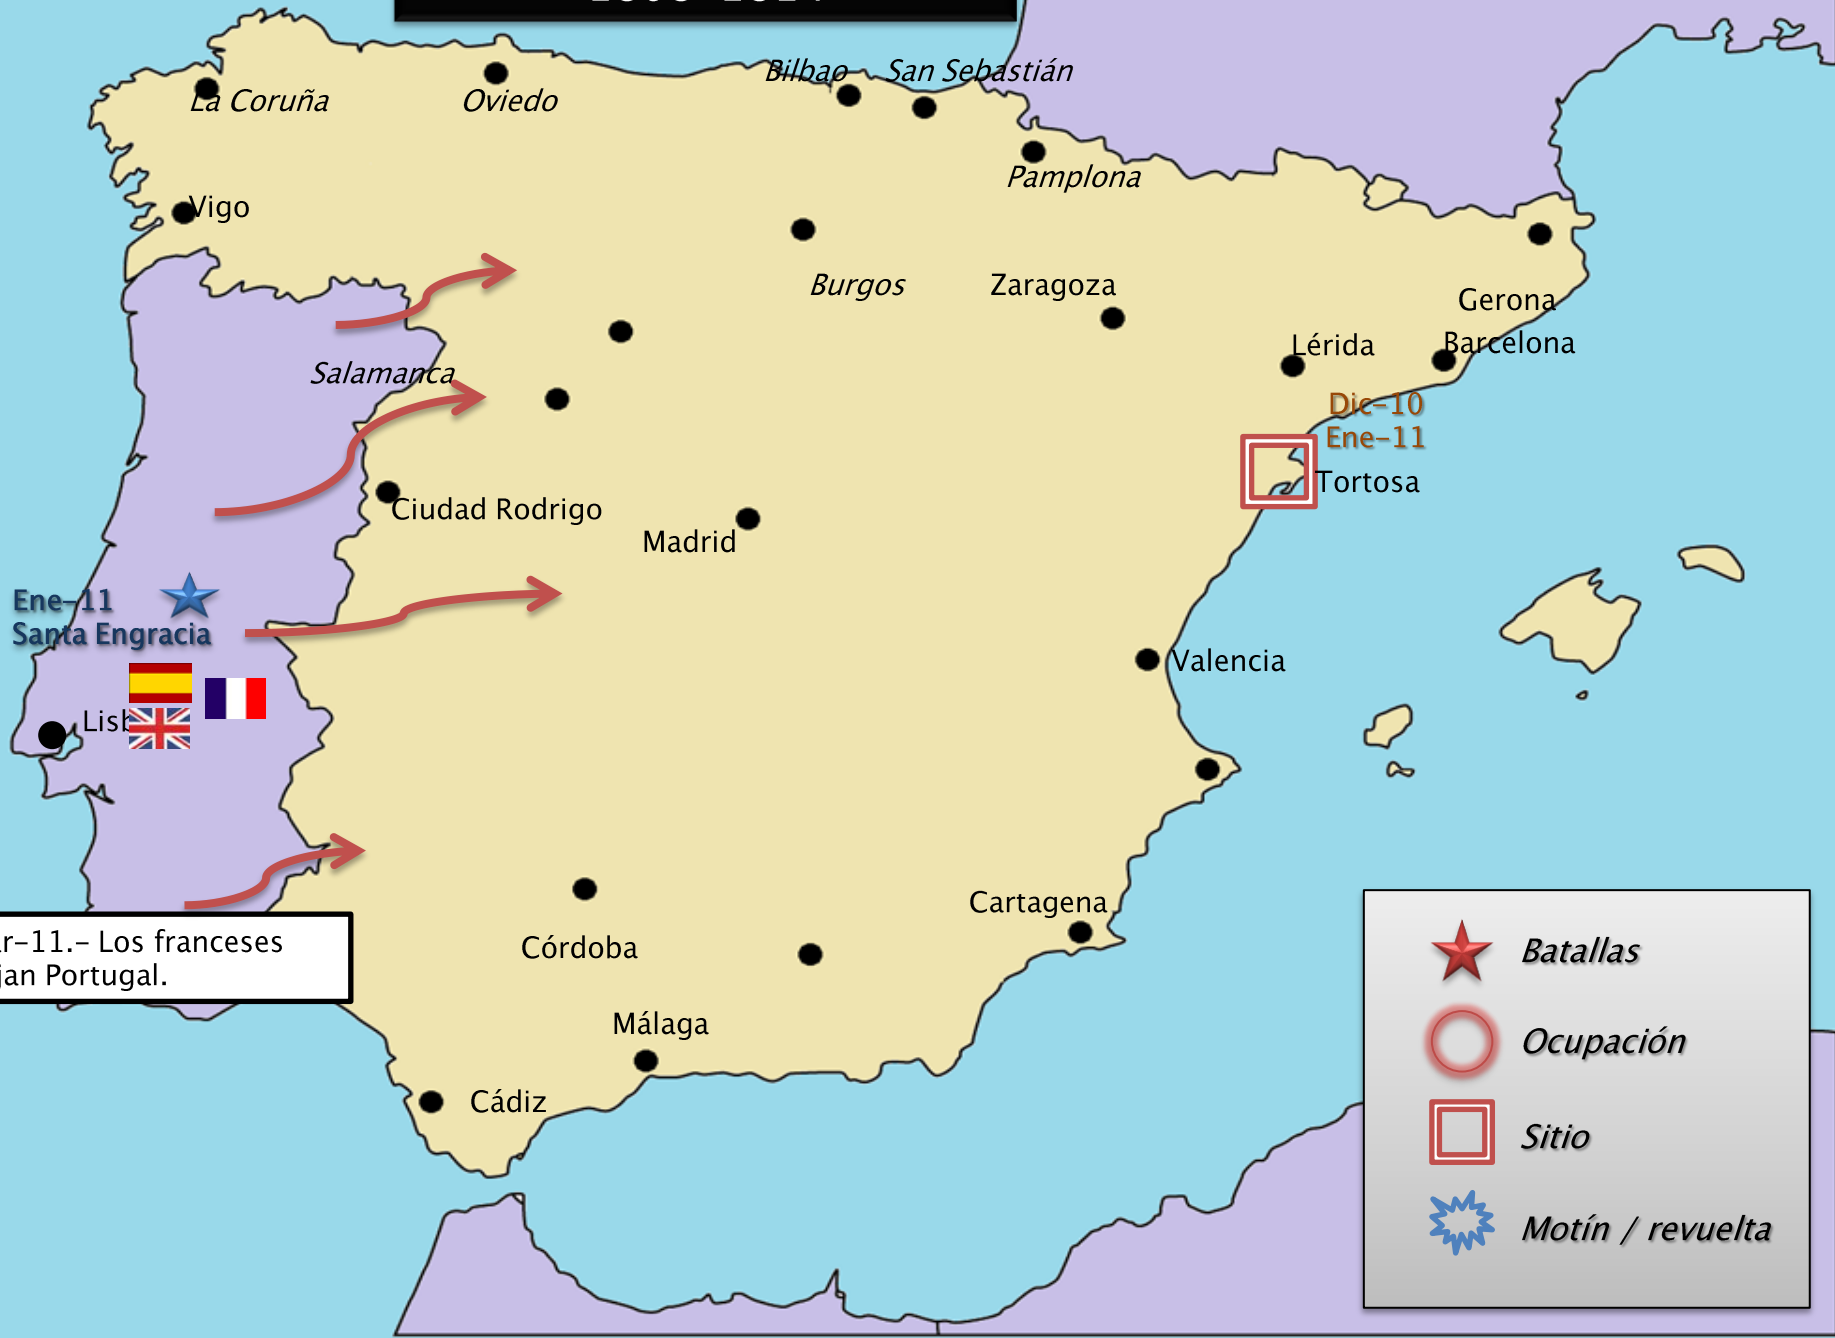 Bilbao
San Sebastián
La Coruña
Oviedo
Pamplona
Vigo
Burgos
Zaragoza
Gerona
Lérida
Barcelona
Salamanca
Dic-10
Ene-11
Tortosa
Ciudad Rodrigo
Madrid
Ene-11
Santa Engracia
Valencia
Cartagena
Córdoba
-11.- Los franceses
Portugal.
Málaga
Cádiz
Batallas
Ocupación
Sitio
Motín / revuelta